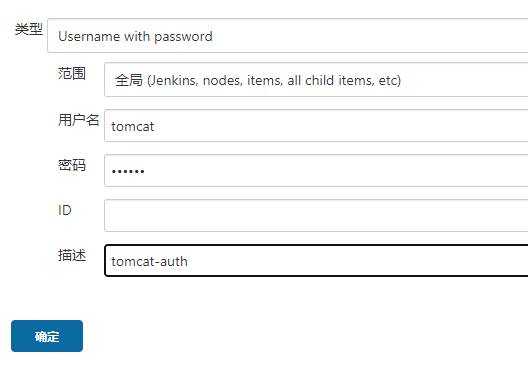 类型 Username with password
范围 全局 (Jenkins, nodes, items, all child items, etc)
用户名 tomcat
密码 ••••••
ID
描述 tomcat-auth
确定